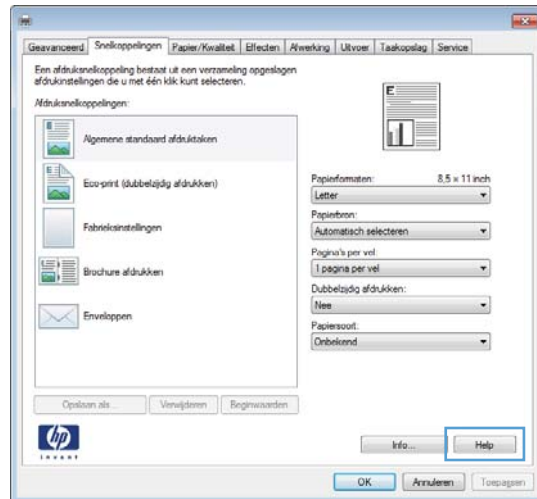 Geavanceerd Snelkoppelingen Papier/Kwaliteit Effecten Afwerking Uitvoer Taakopslag Service
Een afdruksnelkoppeling bestaat uit een verzameling opgeslagen
afdrukinstellingen die u met één klik kunt selecteren.
Afdruksnelkoppelingen:
Algemene standaard afdruktaken
Eco-print (dubbelzijdig afdrukken)
Fabrieksinstellingen
Brochure afdrukken
Enveloppen
E
Papierformaten: 8,5 × 11 inch
Letter
Papierbron:
Automatisch selecteren
Pagina's per vel:
1 pagina per vel
Dubbelzijdig afdrukken:
Nee
Papiersoort:
Onbekend
Opslaan als... Verwijderen Beginwaarden
hp
invent
Info... Help
OK Annuleren Toepassen